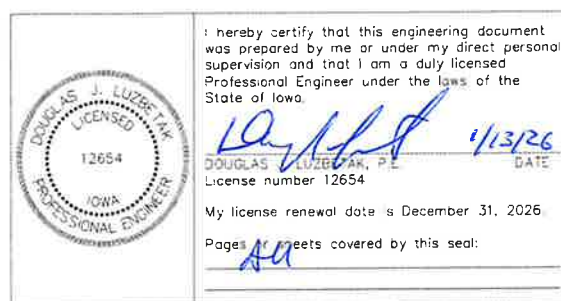 DOUGLAS J. LUZBETAK
LICENSED
12654
IOWA
PROFESSIONAL ENGINEER
I hereby certify that this engineering document
was prepared by me or under my direct personal
supervision and that I am a duly licensed
Professional Engineer under the laws of the
State of Iowa.
1/13/26
DOUGLAS J. LUZBETAK, P.E. DATE
License number 12654
My license renewal date is December 31, 2026
Pages or sheets covered by this seal:
All